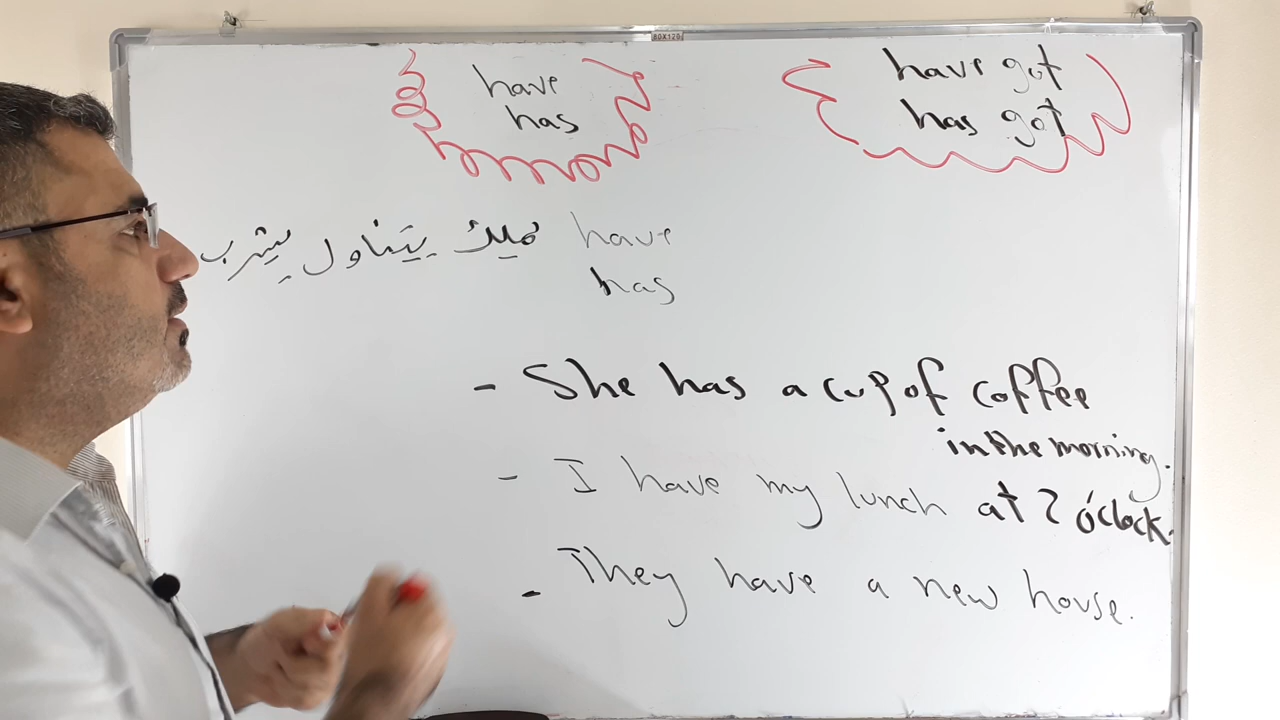 80X120
have
has
have got
has got
يملك يتناول يشرب have
has
- She has a cup of coffee
in the morning.
- I have my lunch at 2 o'clock.
- They have a new house.